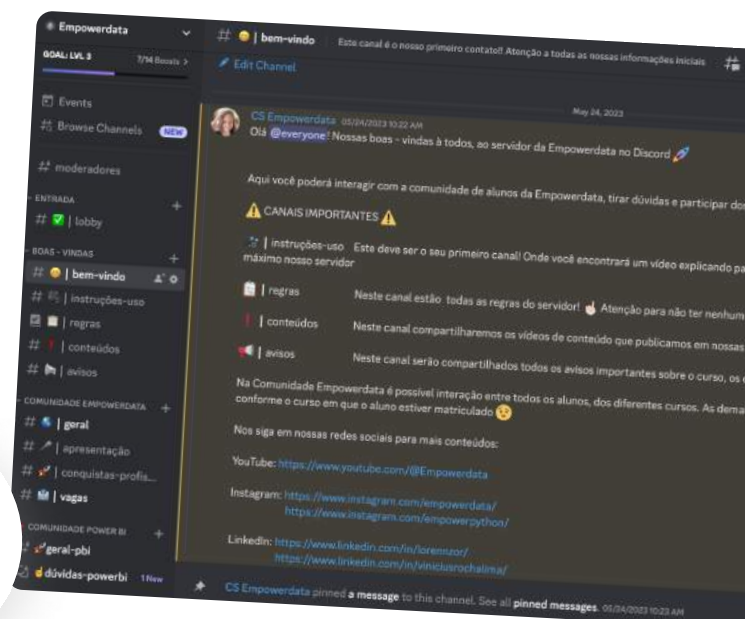 Empowerdata
GOAL: LVL 3
7/14 Boosts >
Events
Browse Channels
NEW
moderadores
ENTRADA
lobby
BOAS - VINDAS
bem-vindo
instruções-uso
regras
conteúdos
avisos
COMUNIDADE EMPOWERDATA
geral
apresentação
conquistas-profis...
vagas
COMUNIDADE POWER BI
geral-pbi
dúvidas-powerbi
1 New
# | bem-vindo
Este canal é o nosso primeiro contato!! Atenção a todas as nossas informações iniciais
Edit Channel
May 24, 2023
CS Empowerdata 05/24/2023 10:22 AM
Olá @everyone! Nossas boas - vindas à todos, ao servidor da Empowerdata no Discord
Aqui você poderá interagir com a comunidade de alunos da Empowerdata, tirar dúvidas e participar dos
CANAIS IMPORTANTES
| instruções-uso Este deve ser o seu primeiro canal! Onde você encontrará um vídeo explicando pa
máximo nosso servidor
| regras Neste canal estão todas as regras do servidor! Atenção para não ter nenhum
| conteúdos Neste canal compartilharemos os vídeos de conteúdo que publicamos em nossas
| avisos Neste canal serão compartilhados todos os avisos importantes sobre o curso, os
Na Comunidade Empowerdata é possível interação entre todos os alunos, dos diferentes cursos. As dema
conforme o curso em que o aluno estiver matriculado
Nos siga em nossas redes sociais para mais conteúdos:
YouTube: https://www.youtube.com/@Empowerdata
Instagram: https://www.instagram.com/empowerdata/
https://www.instagram.com/empowerpython/
LinkedIn: https://www.linkedin.com/in/lorennzor/
https://www.linkedin.com/in/viniciusrochalima/
CS Empowerdata pinned a message to this channel. See all pinned messages. 05/24/2023 10:23 AM